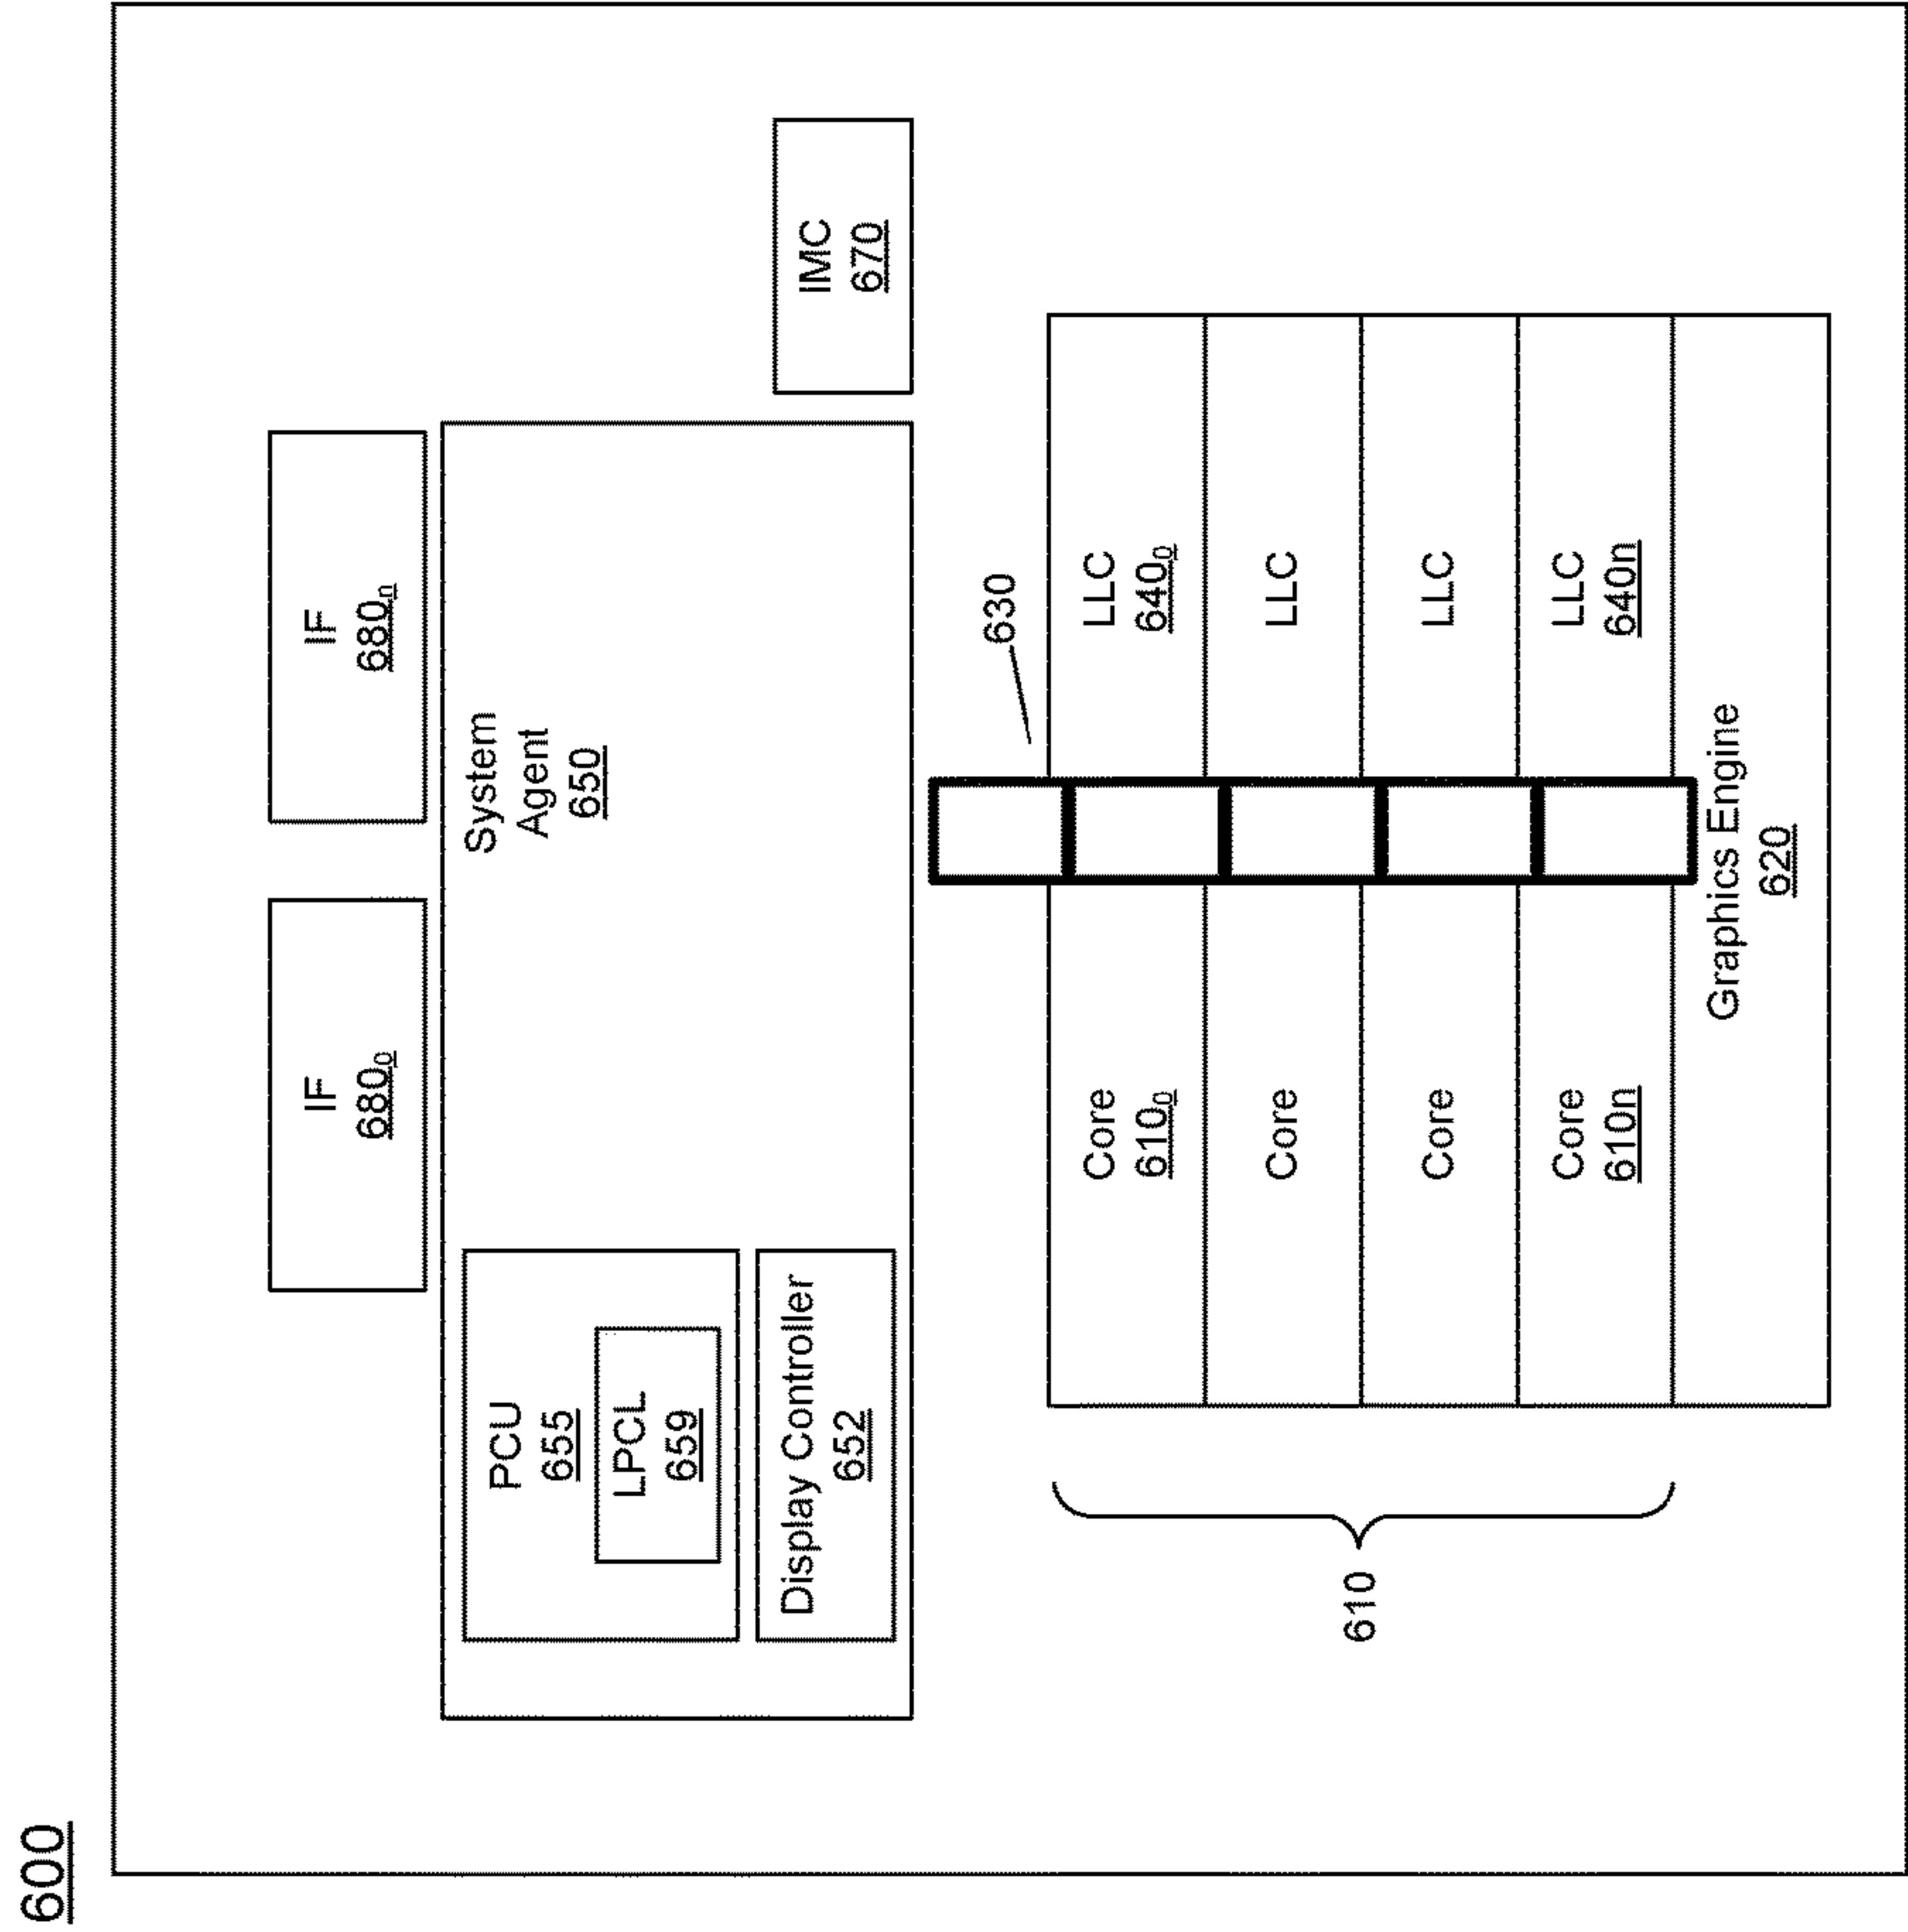 600
IF
680₀
IF
680ₙ
System
Agent
650
PCU
655
LPCL
659
Display Controller
652
IMC
670
630
Core
610₀
LLC
640₀
Core
LLC
Core
LLC
Core
610n
LLC
640n
610
Graphics Engine
620